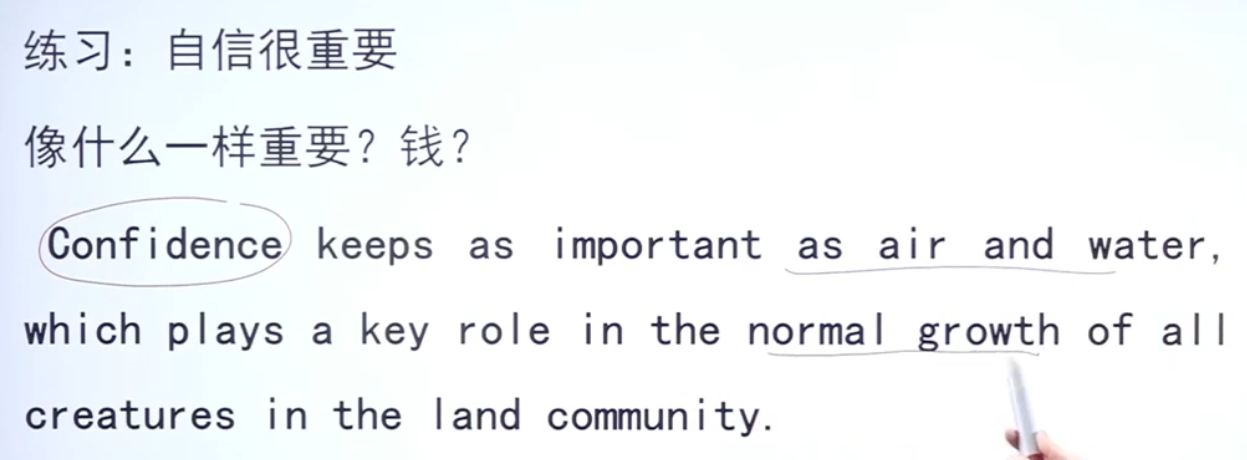 练习：自信很重要
像什么一样重要？钱？
Confidence keeps as important as air and water,
which plays a key role in the normal growth of all
creatures in the land community.